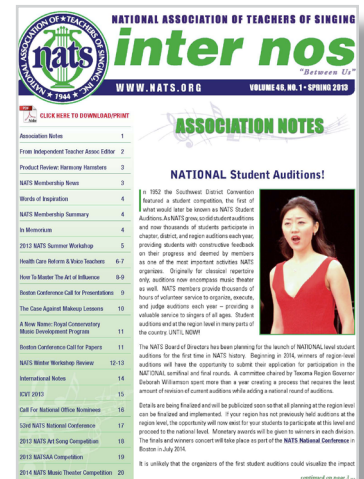 NATIONAL ASSOCIATION OF TEACHERS OF SINGING
NATIONAL ASSOCIATION OF TEACHERS OF SINGING, INC.
nats
1944
inter nos
"Between Us"
WWW.NATS.ORG
VOLUME 46, NO. 1 • SPRING 2013
CLICK HERE TO DOWNLOAD/PRINT
Association Notes 1
From Independent Teacher Assoc Editor 2
Product Review: Harmony Hamsters 3
NATS Membership News 3
Words of Inspiration 4
NATS Membership Summary 4
In Memorium 4
2013 NATS Summer Workshop 5
Health Care Reform & Voice Teachers 6-7
How To Master The Art of Influence 8-9
Boston Conference Call for Presentations 9
The Case Against Makeup Lessons 10
A New Name: Royal Conservatory
Music Development Program 11
Boston Conference Call for Papers 11
NATS Winter Workshop Review 12-13
International Notes 14
ICVT 2013 15
Call For National Office Nominees 16
53rd NATS National Conference 17
2013 NATS Art Song Competition 18
2013 NATSAA Competition 19
2014 NATS Music Theater Competition 20
ASSOCIATION NOTES
NATIONAL Student Auditions!
In 1952 the Southwest District Convention
featured a student competition, the first of
what would later be known as NATS Student
Auditions. As NATS grew, so did student auditions
and now thousands of students participate in
chapter, district, and region auditions each year,
providing students with constructive feedback
on their progress and deemed by members
as one of the most important activities NATS
organizes. Originally for classical repertoire
only, auditions now encompass music theater
as well. NATS members provide thousands of
hours of volunteer service to organize, execute,
and judge auditions each year – providing a
valuable service to singers of all ages. Student
auditions end at the region level in many parts of
the country. UNTIL NOW!!
The NATS Board of Directors has been planning for the launch of NATIONAL level student
auditions for the first time in NATS history. Beginning in 2014, winners of region-level
auditions will have the opportunity to submit their application for participation in the
NATIONAL semifinal and final rounds. A committee chaired by Texoma Region Governor
Deborah Williamson spent more than a year creating a process that requires the least
amount of revision of current auditions while adding a national round of auditions.
Details are being finalized and will be publicized soon so that all planning at the region level
can be finalized and implemented. If your region has not previously held auditions at the
region level, the opportunity will now exist for your students to participate at this level and
proceed to the national level. Monetary awards will be given to winners in each division.
The finals and winners concert will take place as part of the NATS National Conference in
Boston in July 2014.
It is unlikely that the organizers of the first student auditions could visualize the impact
continued on page 3